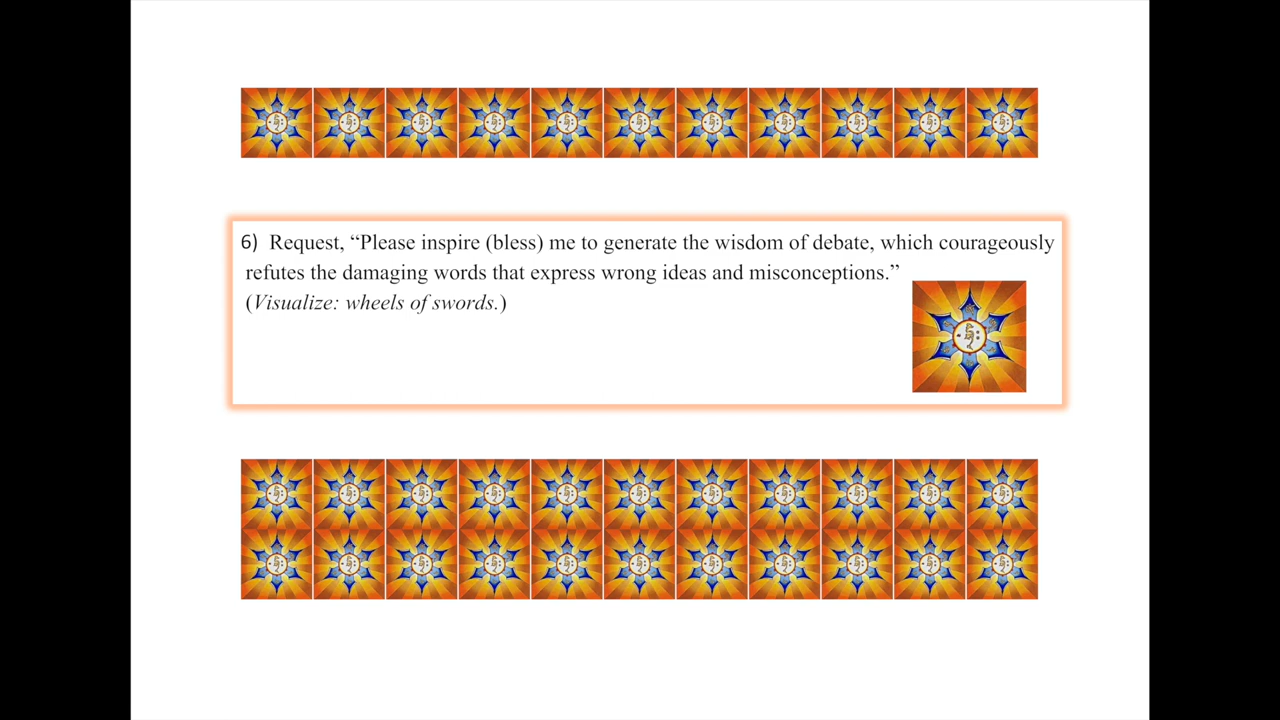 6) Request, “Please inspire (bless) me to generate the wisdom of debate, which courageously
refutes the damaging words that express wrong ideas and misconceptions.”
(Visualize: wheels of swords.)